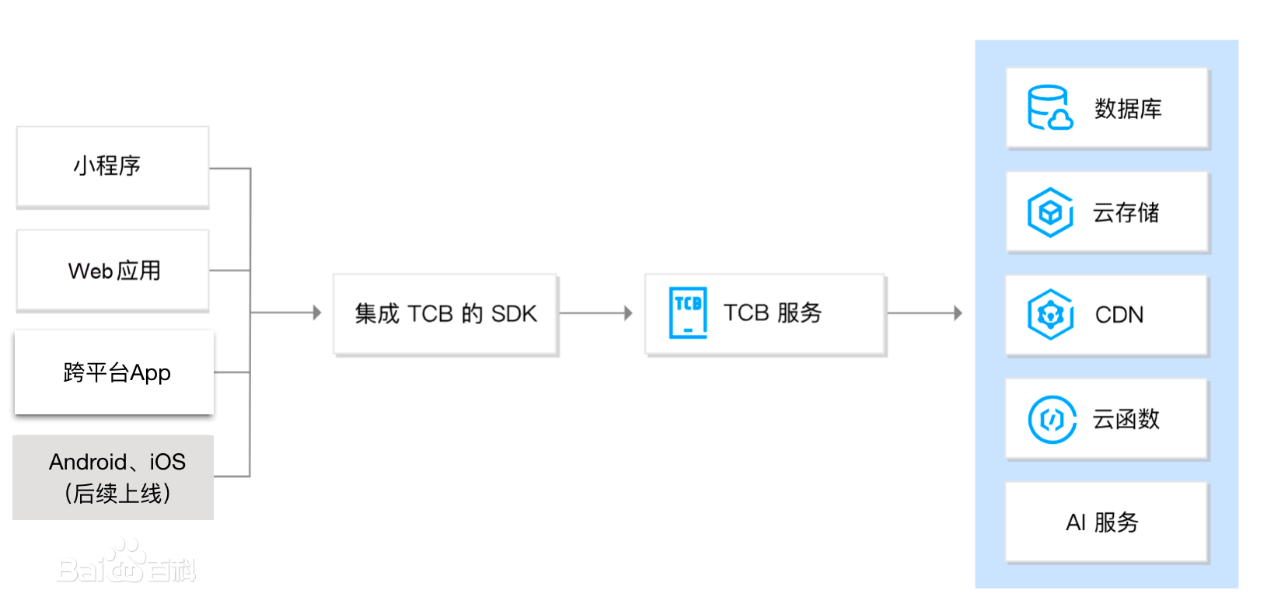 小程序
Web应用
跨平台App
Android、iOS
（后续上线）
集成 TCB 的 SDK
TCB
TCB 服务
数据库
云存储
CDN
云函数
AI 服务
Baidu百科